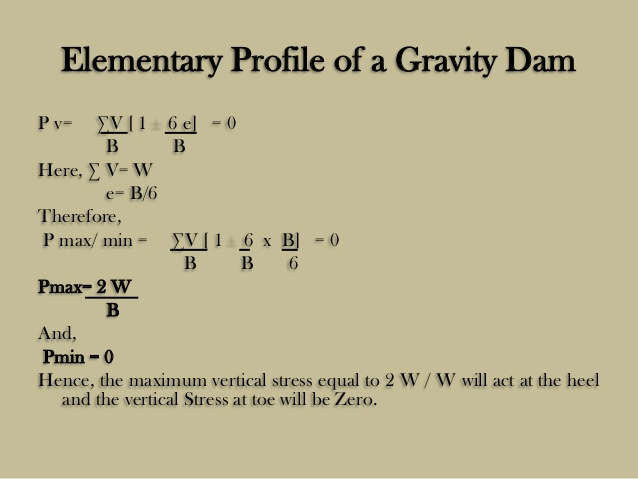 Elementary Profile of a Gravity Dam
P v= ∑V [ 1 ± 6 e] = 0
B B
Here, ∑ V= W
e= B/6
Therefore,
P max/ min = ∑V [ 1 ± 6 x B] = 0
B B 6
Pmax= 2 W
B
And,
Pmin = 0
Hence, the maximum vertical stress equal to 2 W / W will act at the heel
and the vertical Stress at toe will be Zero.